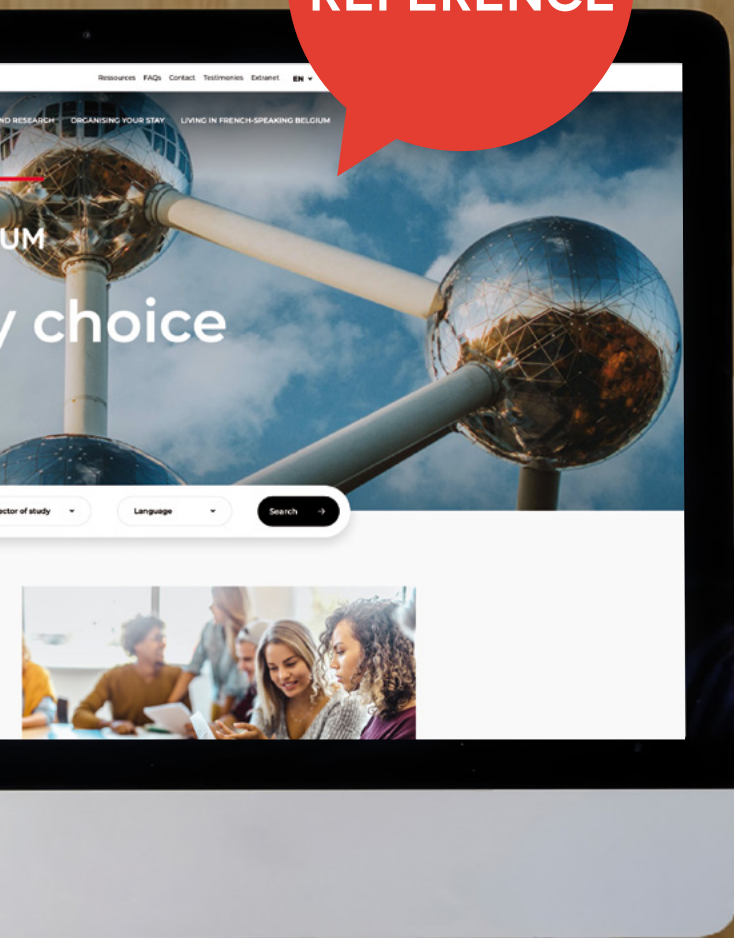 REFERENCE
Ressources FAQs Contact Testimonies Extranet EN
ND RESEARCH ORGANISING YOUR STAY LIVING IN FRENCH-SPEAKING BELGIUM
UM
y choice
ector of study Language Search →